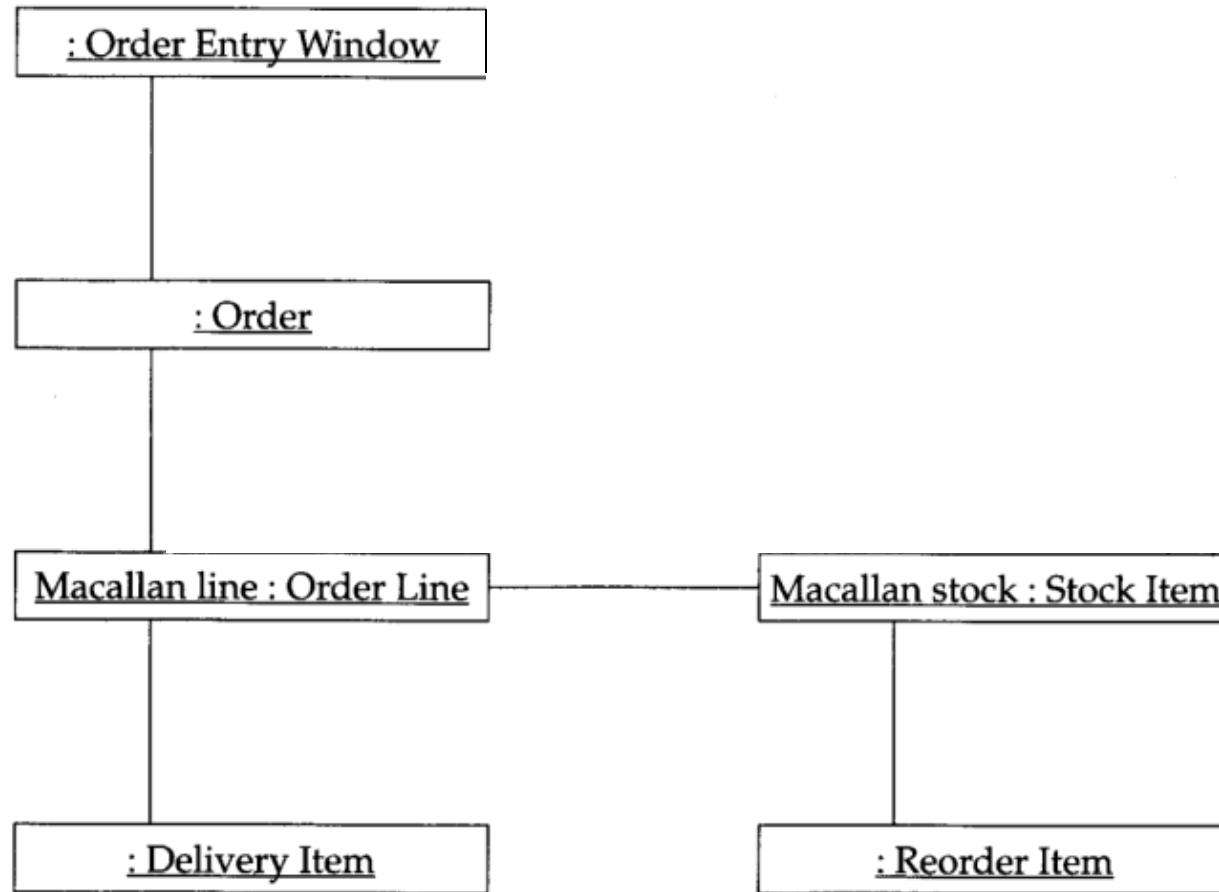 : Order Entry Window
: Order
Macallan line : Order Line
Macallan stock : Stock Item
: Delivery Item
: Reorder Item